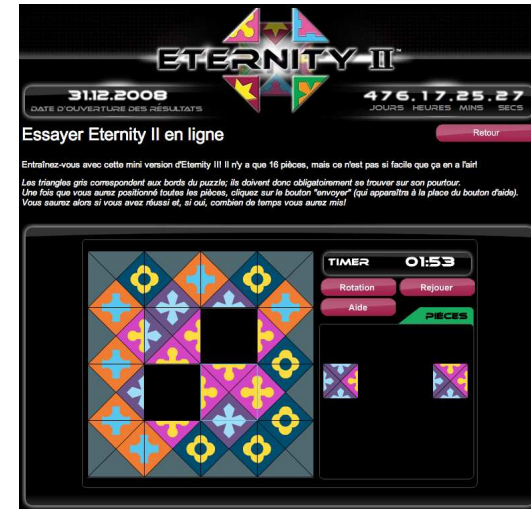 ETERNITY II™
31.12.2008
DATE D'OUVERTURE DES RÉSULTATS
476.17.25.27
JOURS HEURES MINS SECS
Essayer Eternity II en ligne
Retour
Entraînez-vous avec cette mini version d'Eternity II! Il n'y a que 16 pièces, mais ce n'est pas si facile que ça en a l'air!
Les triangles gris correspondent aux bords du puzzle; ils doivent donc obligatoirement se trouver sur son pourtour.
Une fois que vous aurez positionné toutes les pièces, cliquez sur le bouton "envoyer" (qui apparaîtra à la place du bouton d'aide).
Vous saurez alors si vous avez réussi et, si oui, combien de temps vous aurez mis!
TIMER 01:53
Rotation Rejouer
Aide
PIÈCES